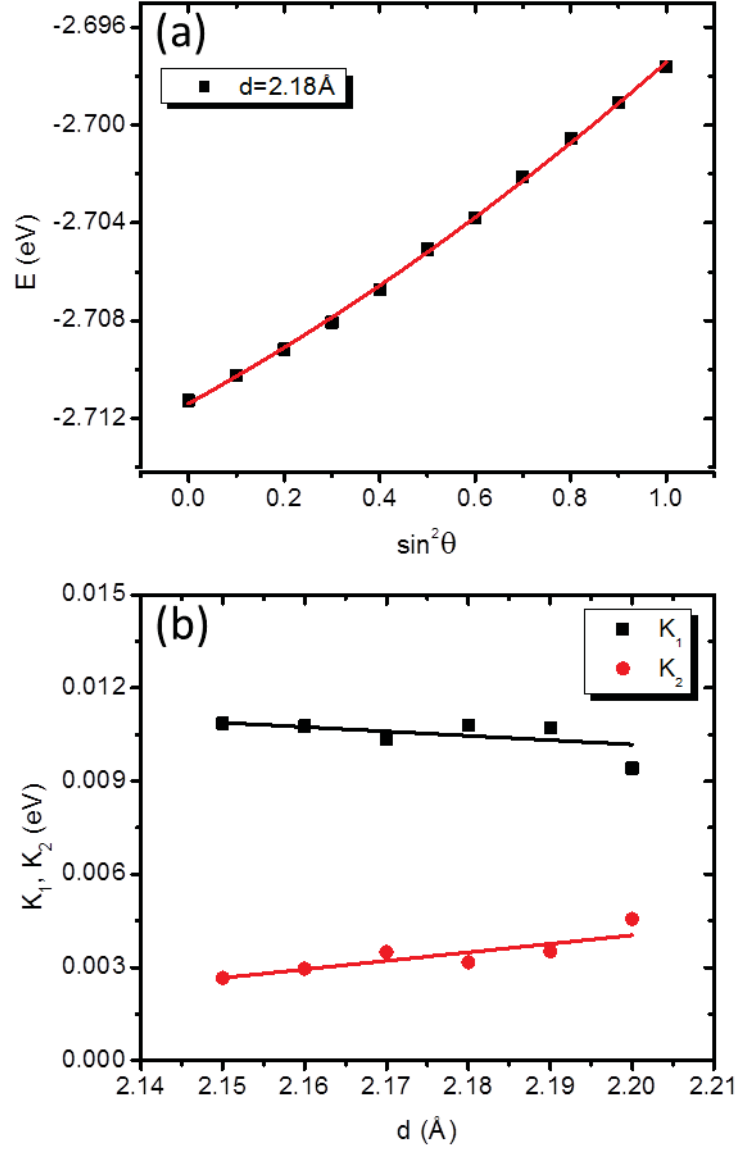 (a)
d=2.18Å
-2.696
-2.700
-2.704
-2.708
-2.712
E (eV)
0.0 0.2 0.4 0.6 0.8 1.0
sin²θ
(b)
K₁
K₂
0.015
0.012
0.009
0.006
0.003
0.000
K₁, K₂ (eV)
2.14 2.15 2.16 2.17 2.18 2.19 2.20 2.21
d (Å)